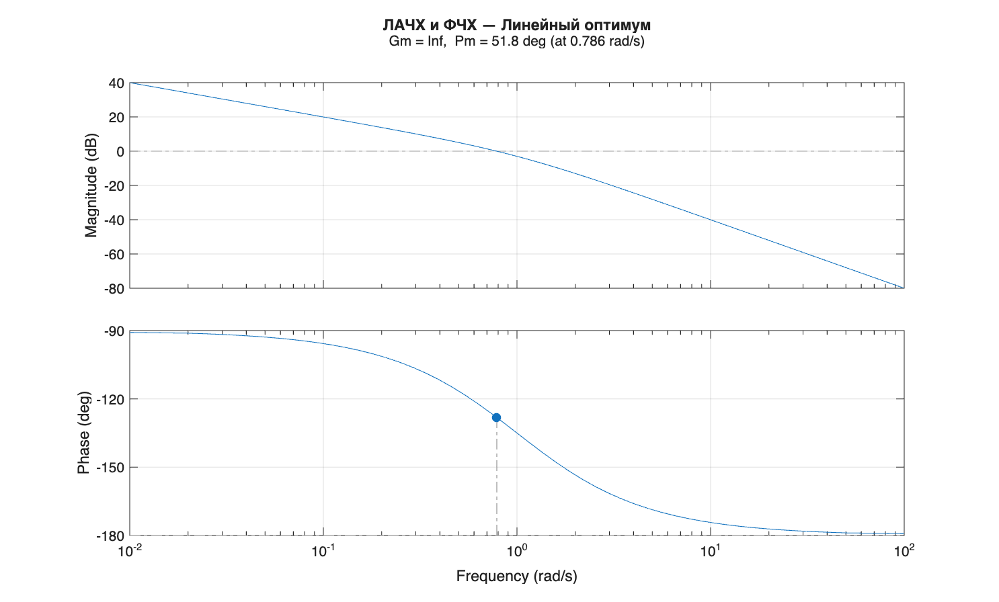 ЛАЧХ и ФЧХ — Линейный оптимум
Gm = Inf,  Pm = 51.8 deg (at 0.786 rad/s)
40
20
0
-20
-40
-60
-80
Magnitude (dB)
-90
-120
-150
-180
Phase (deg)
10-2 10-1 100 101 102
Frequency (rad/s)